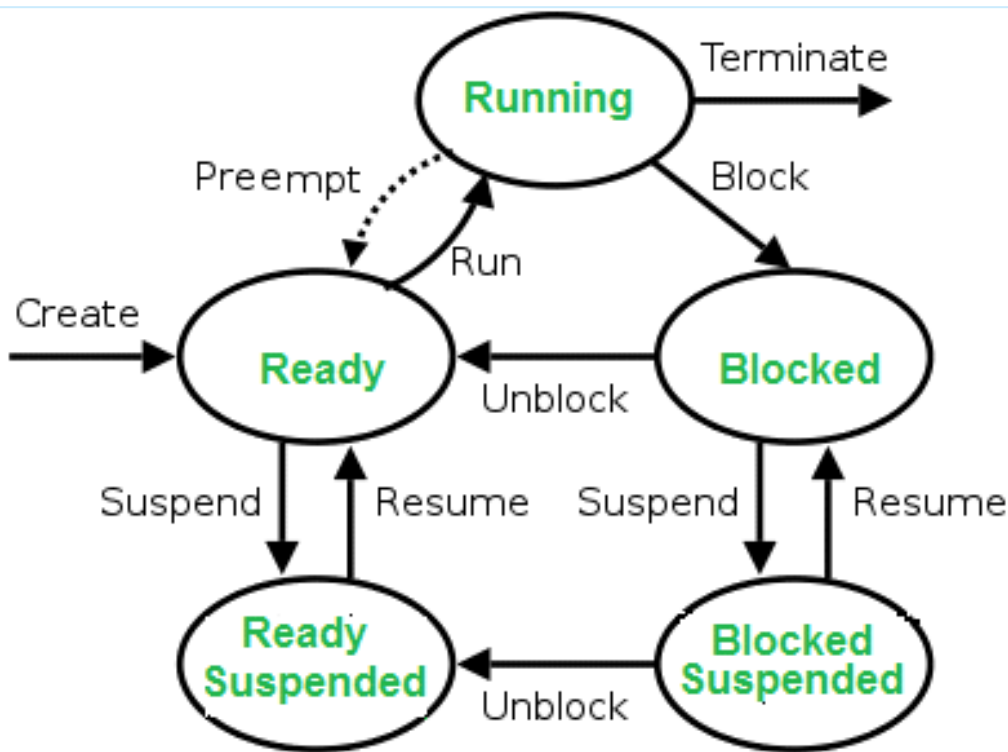 Terminate
Running
Preempt
Block
Run
Create
Ready
Blocked
Unblock
Suspend
Resume
Suspend
Resume
Ready
Suspended
Blocked
Suspended
Unblock